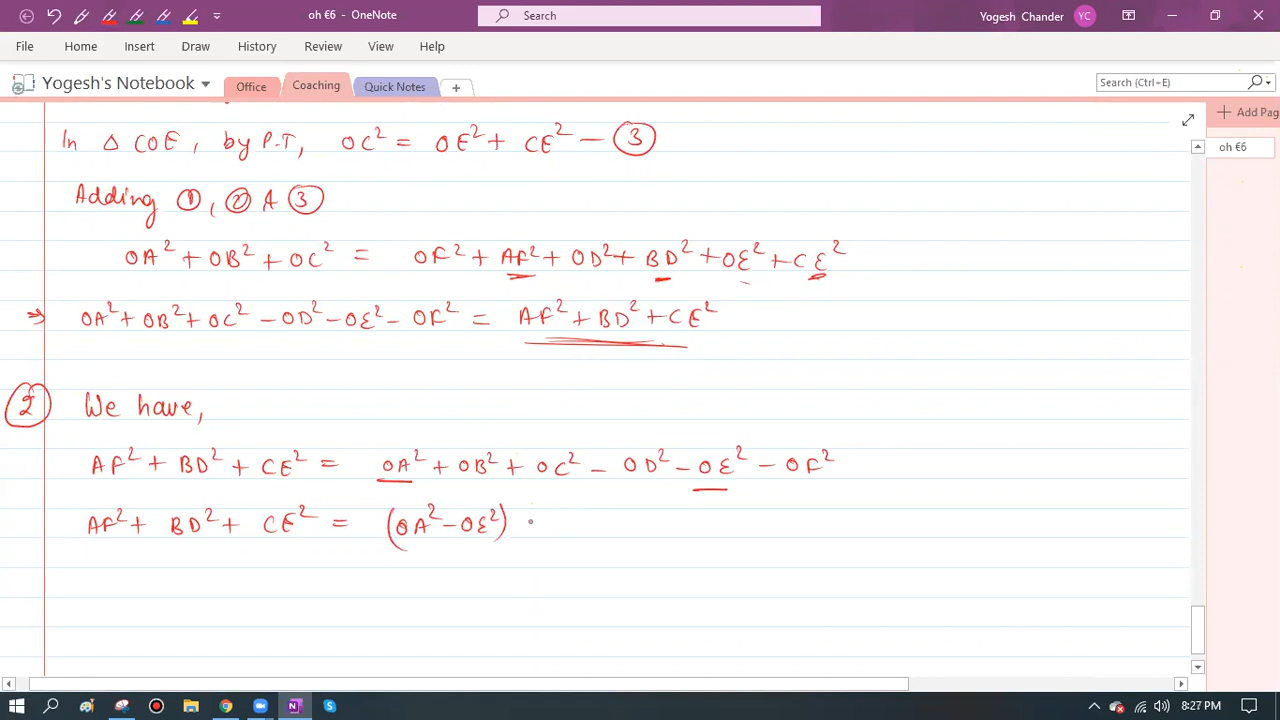 oh €6 - OneNote
Search
Yogesh Chander YC
File Home Insert Draw History Review View Help
Yogesh's Notebook Office Coaching Quick Notes + Search (Ctrl+E)
+ Add Pag
oh €6
In Δ COE, by P.T, OC² = OE² + CE² — ③
Adding ①, ② & ③
OA² + OB² + OC² = OF² + AF² + OD² + BD² + OE² + CE²
⇒ OA² + OB² + OC² - OD² - OE² - OF² = AF² + BD² + CE²
② We have,
AF² + BD² + CE² = OA² + OB² + OC² - OD² - OE² - OF²
AF² + BD² + CE² = (OA² - OE²)
8:27 PM